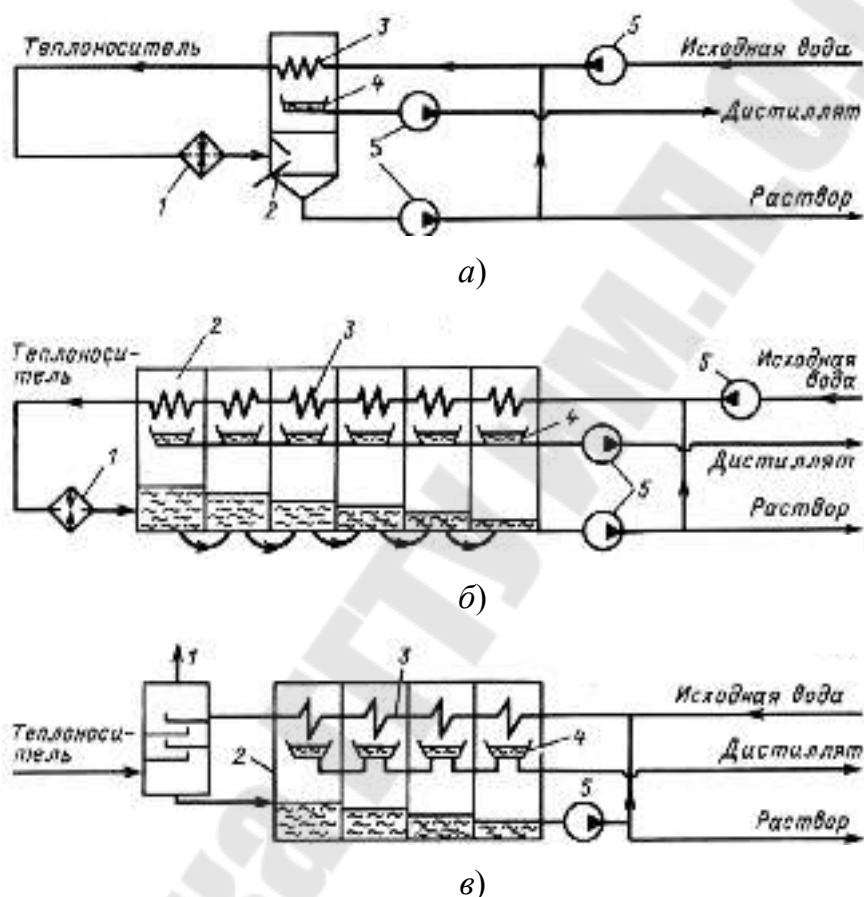 3
5
Теплоноситель
Исходная вода
4
Дистиллят
5
1
2
Раствор
а)
2
3
Теплоноси-
тель
5
Исходная
вода
4
1
Дистиллят
5
Раствор
б)
1
3
Исходная вода
Теплоноси-
тель
2
4
Дистиллят
5
Раствор
в)